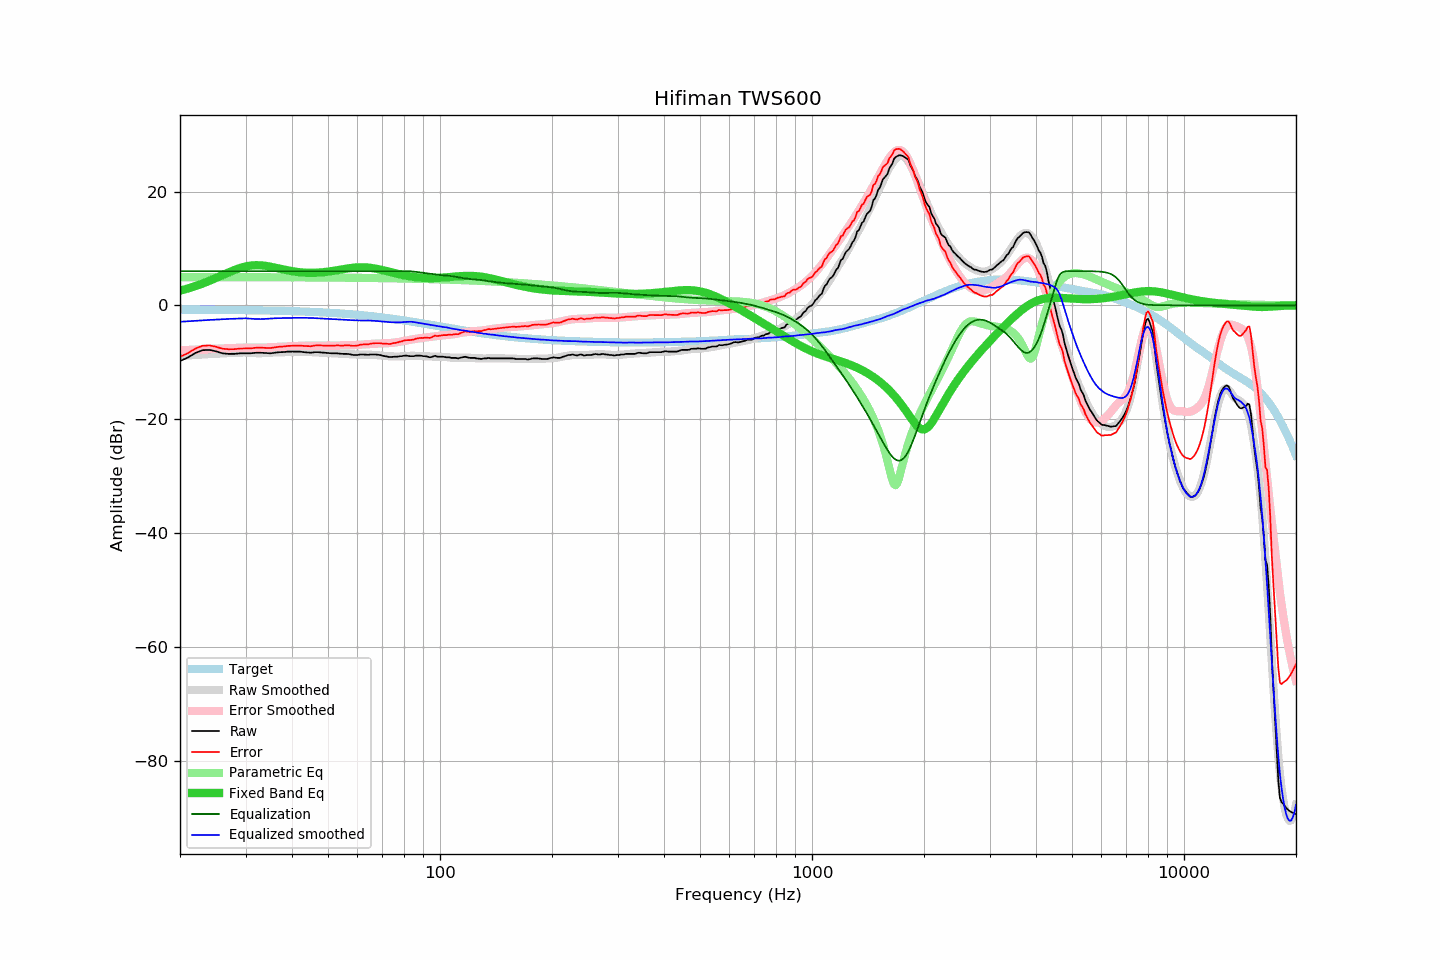 Hifiman TWS600
20
0
−20
−40
−60
−80
Amplitude (dBr)
Target
Raw Smoothed
Error Smoothed
Raw
Error
Parametric Eq
Fixed Band Eq
Equalization
Equalized smoothed
100
1000
10000
Frequency (Hz)